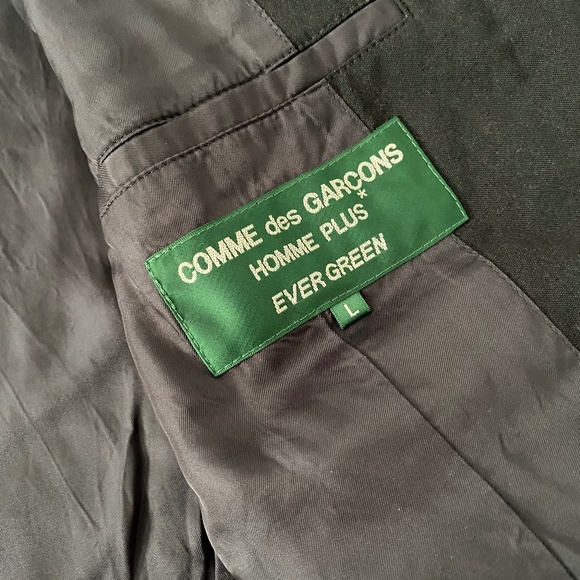 COMME des GARÇONS
HOMME PLUS*
EVER GREEN
L